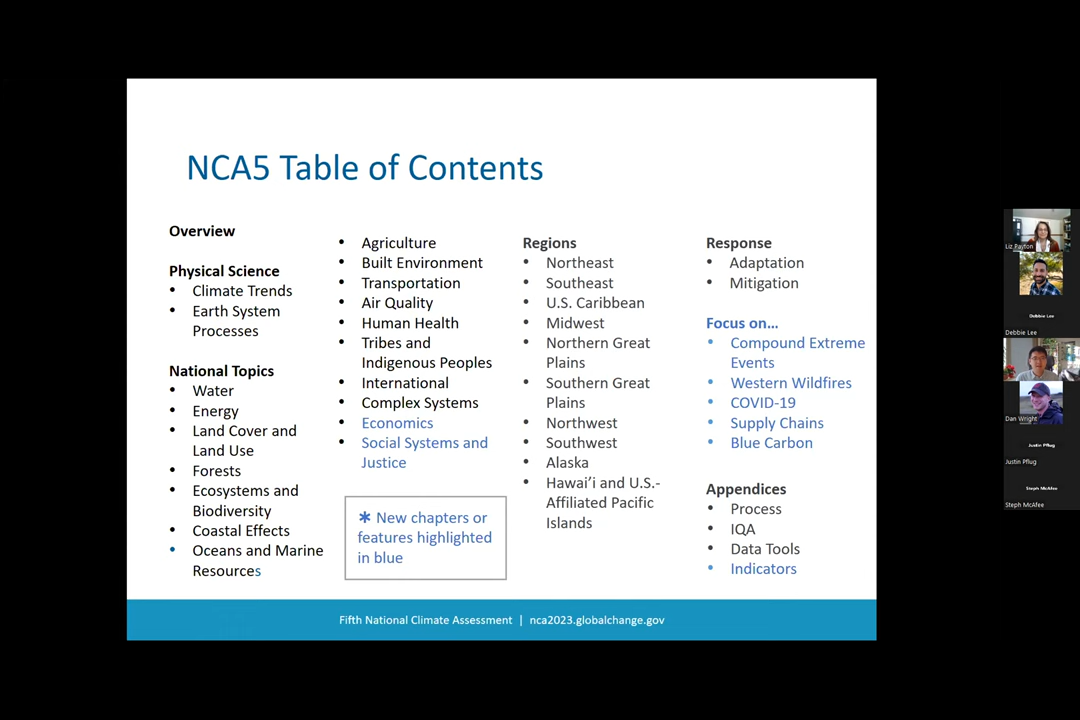 NCA5 Table of Contents
Overview
Physical Science
• Climate Trends
• Earth System
Processes
National Topics
• Water
• Energy
• Land Cover and
Land Use
• Forests
• Ecosystems and
Biodiversity
• Coastal Effects
• Oceans and Marine
Resources
• Agriculture
• Built Environment
• Transportation
• Air Quality
• Human Health
• Tribes and
Indigenous Peoples
• International
• Complex Systems
• Economics
• Social Systems and
Justice
✱ New chapters or
features highlighted
in blue
Regions
• Northeast
• Southeast
• U.S. Caribbean
• Midwest
• Northern Great
Plains
• Southern Great
Plains
• Northwest
• Southwest
• Alaska
• Hawai’i and U.S.-
Affiliated Pacific
Islands
Response
• Adaptation
• Mitigation
Focus on…
• Compound Extreme
Events
• Western Wildfires
• COVID-19
• Supply Chains
• Blue Carbon
Appendices
• Process
• IQA
• Data Tools
• Indicators
Fifth National Climate Assessment | nca2023.globalchange.gov
Liz Payton
Debbie Lee
Debbie Lee
Dan Wright
Justin Pflug
Justin Pflug
Steph McAfee
Steph McAfee